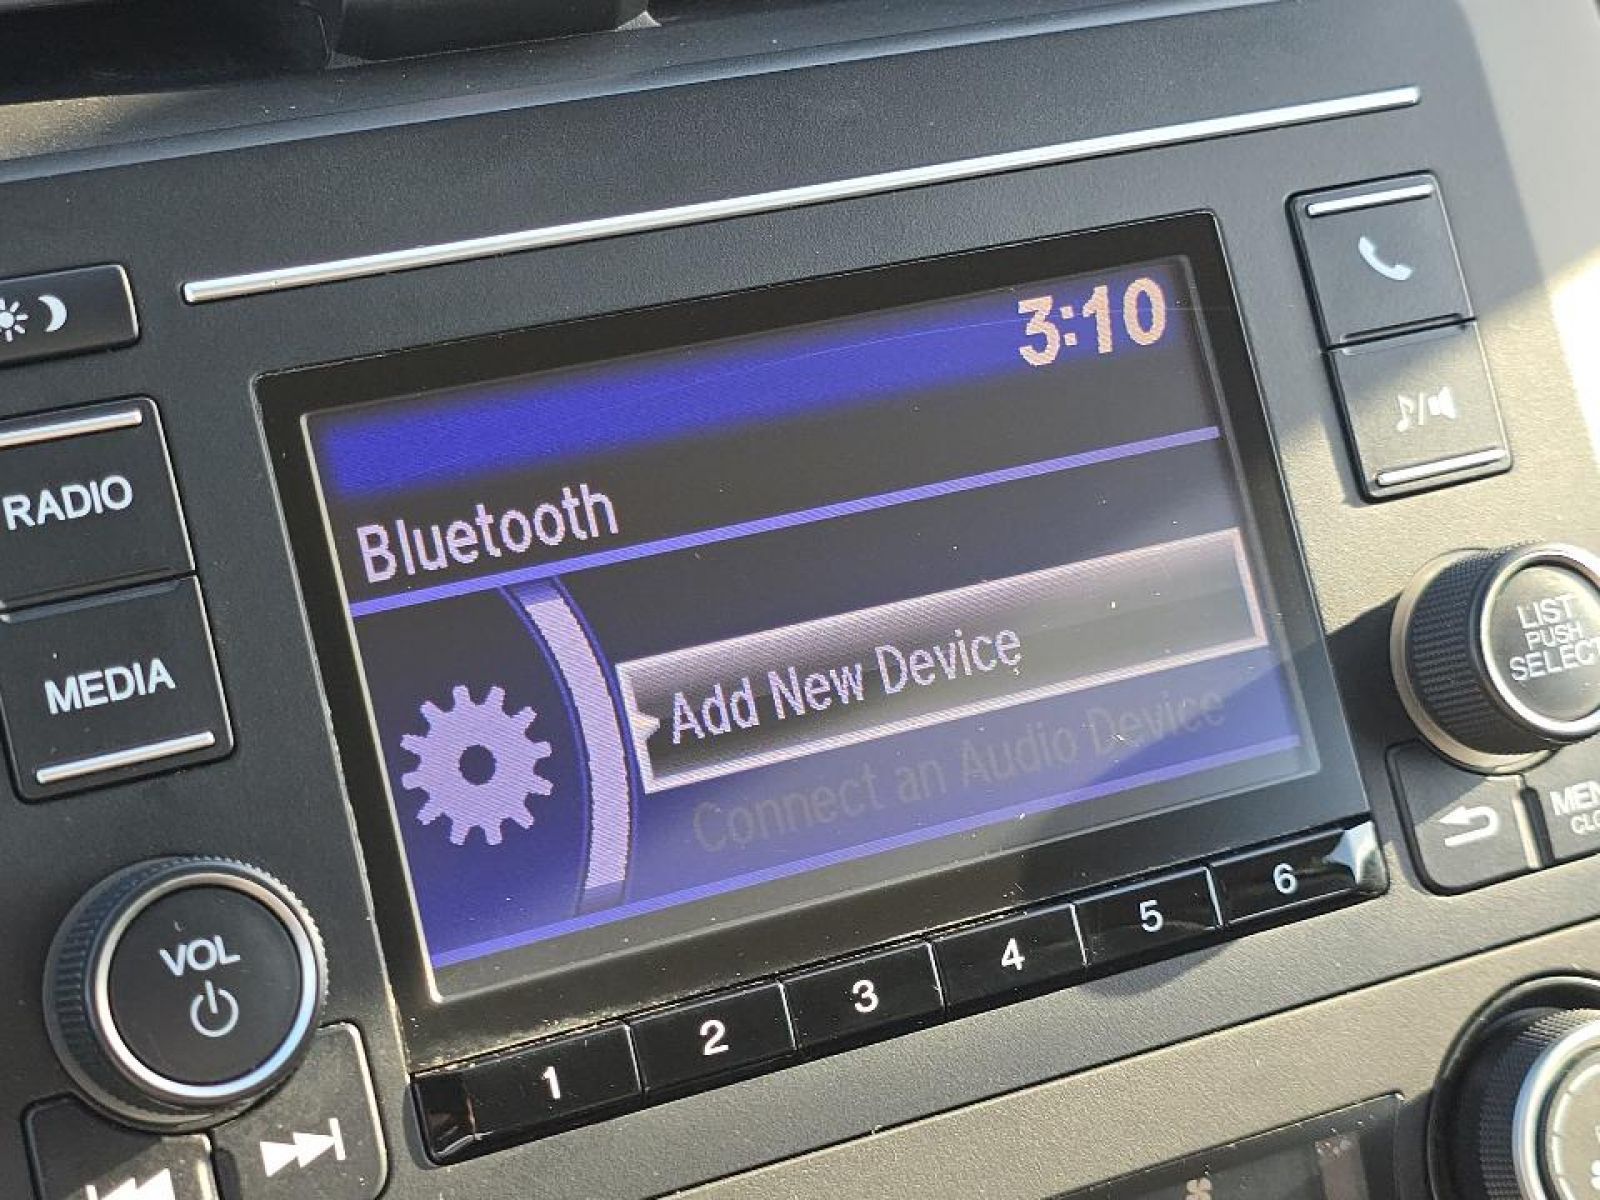 3:10
RADIO
Bluetooth
MEDIA
Add New Device
LIST
PUSH
SELECT
Connect an Audio Device
VOL
1
2
3
4
5
6